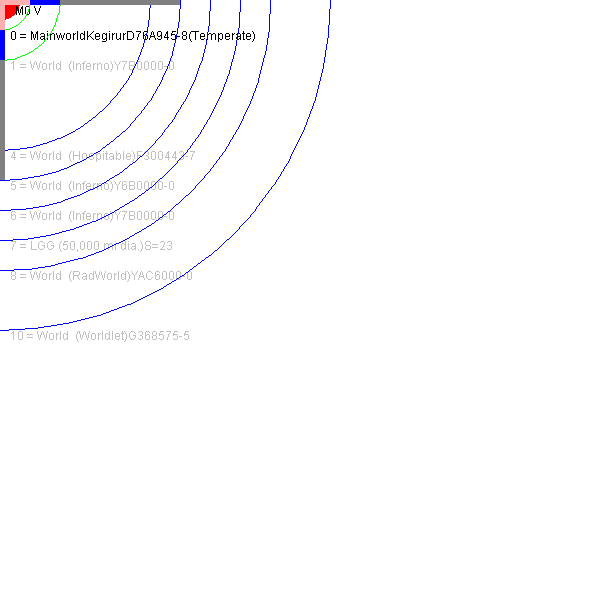 M0 V
0 = MainworldKegirurD76A945-8(Temperate)
1 = World (Inferno)Y7B0000-0
4 = World (Hospitable)F300443-7
5 = World (Inferno)Y6B0000-0
6 = World (Inferno)Y7B0000-0
7 = LGG (50,000 mi dia.)S=23
8 = World (RadWorld)YAC6000-0
10 = World (Worldlet)G368575-5